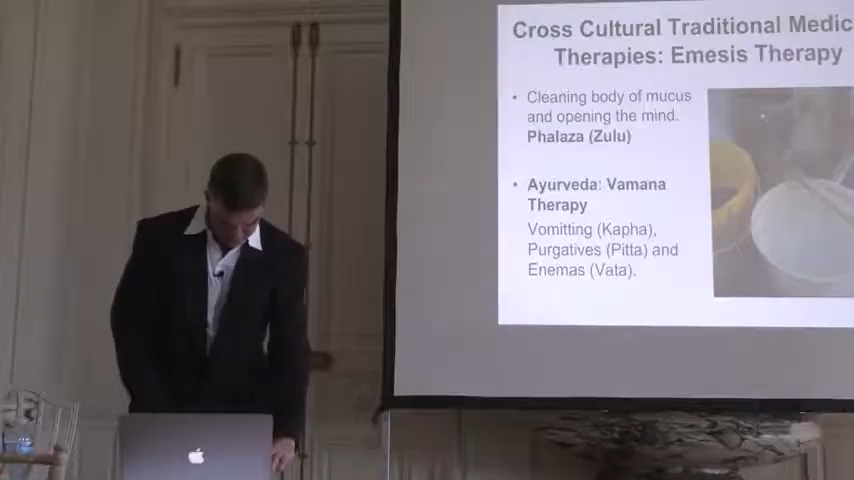 Cross Cultural Traditional Medic
Therapies: Emesis Therapy
• Cleaning body of mucus
and opening the mind.
Phalaza (Zulu)
• Ayurveda: Vamana
Therapy
Vomitting (Kapha),
Purgatives (Pitta) and
Enemas (Vata).